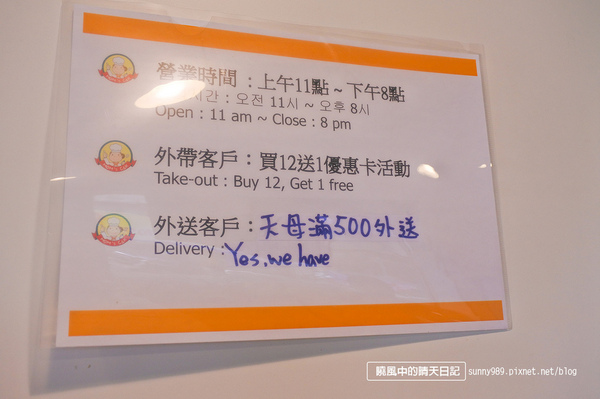 營業時間：上午11點 ~ 下午8點
시간 : 오전 11시 ~ 오후 8시
Open : 11 am ~ Close : 8 pm
外帶客戶：買12送1優惠卡活動
Take-out : Buy 12, Get 1 free
外送客戶：天母滿500外送
Delivery : Yes, we have
曉風中的晴天日記 sunny989.pixnet.net/blog